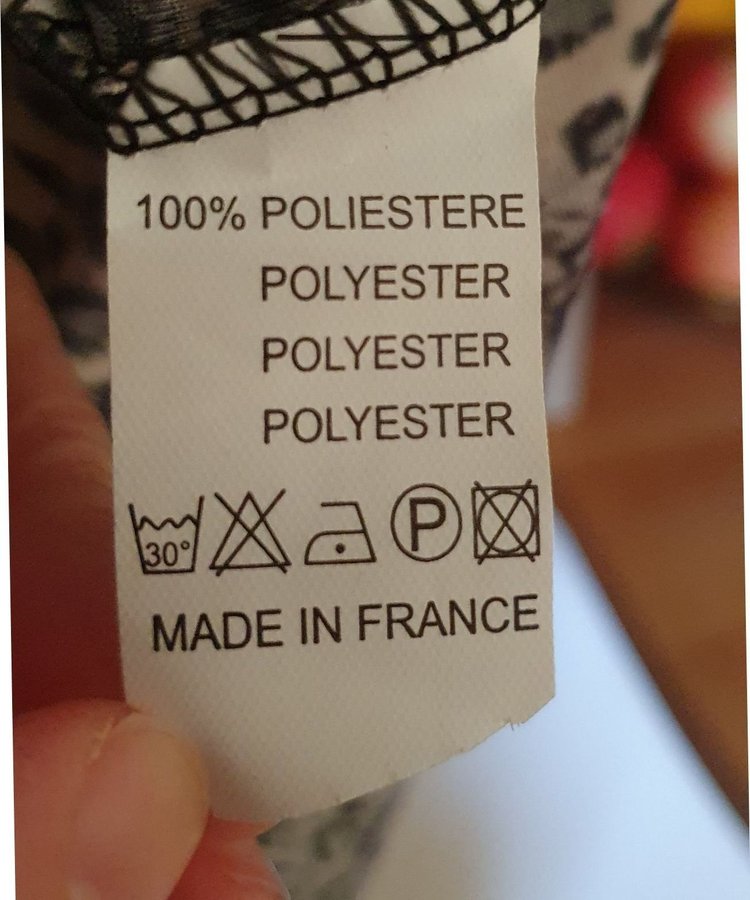 100% POLIESTERE
POLYESTER
POLYESTER
POLYESTER
30° P
MADE IN FRANCE